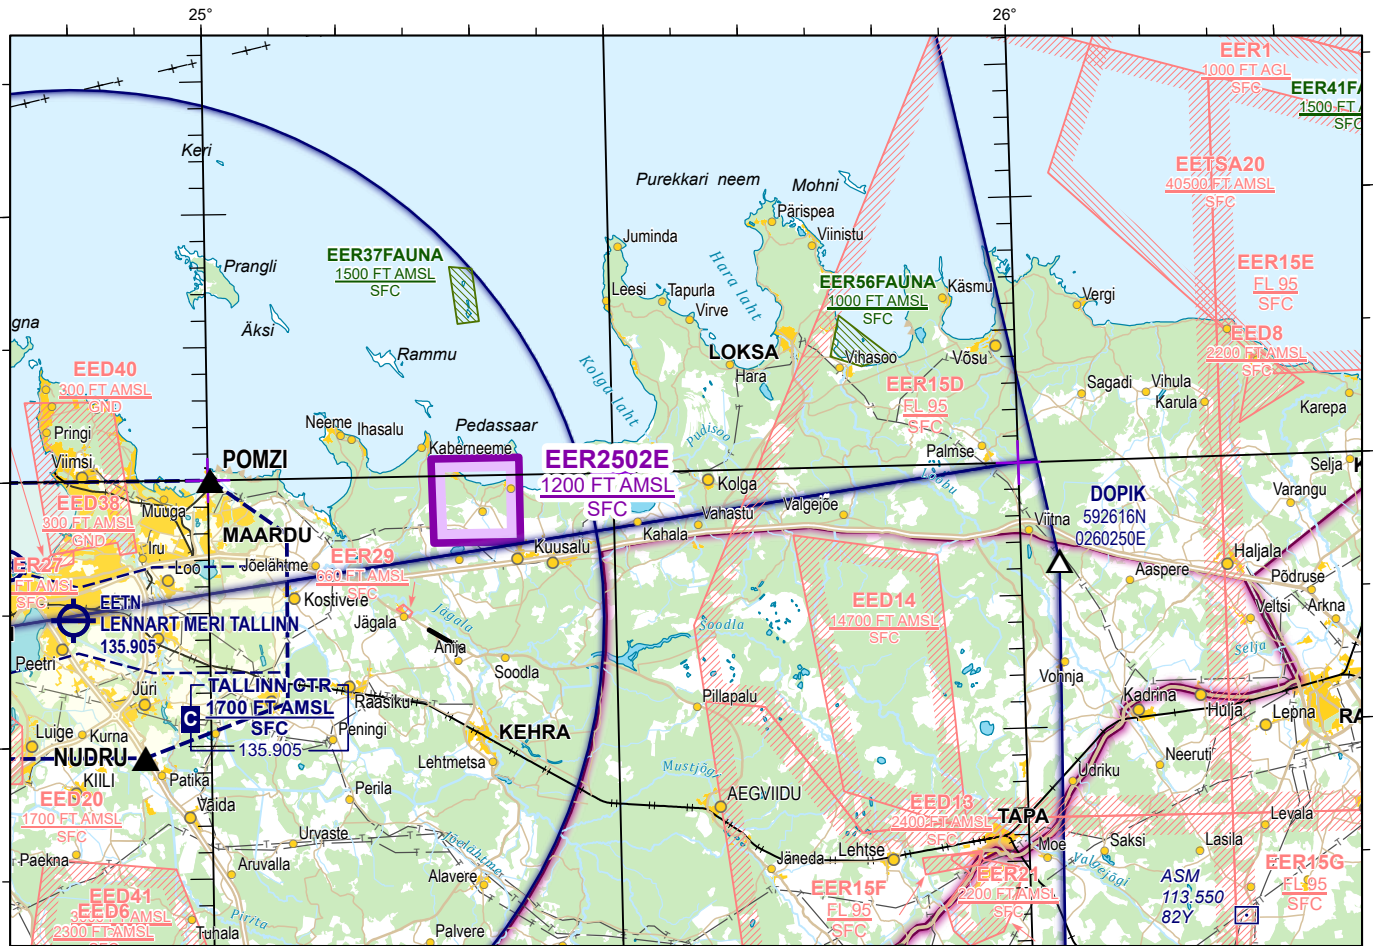 25°
26°
EER1
1000 FT AGL
SFC
EER41FA
1500 FT A
SFC
Keri
Purekkari neem
Mohni
EETSA20
40500 FT AMSL
SFC
Pärispea
Juminda
Viinistu
EER37FAUNA
1500 FT AMSL
SFC
Prangli
Hara laht
EER15E
FL 95
SFC
EER56FAUNA
1000 FT AMSL
SFC
Leesi
Tapurla
Käsmu
Vergi
Virve
Äksi
gna
Rammu
LOKSA
Vihasoo
Võsu
EED8
2200 FT AMSL
SFC
EED40
300 FT AMSL
GND
Kolga laht
Hara
EER15D
FL 95
SFC
Sagadi
Vihula
Karula
Karepa
Pringi
Neeme
Ihasalu
Pedassaar
Pudisoo
Kaberneeme
Palmse
Viimsi
POMZI
EER2502E
1200 FT AMSL
SFC
Loobu
Selja
K
Kolga
DOPIK
592616N
0260250E
Varangu
EED38
300 FT AMSL
GND
Muuga
MAARDU
Valgejõe
Vahastu
Viitna
Iru
Kahala
Kuusalu
Haljala
ER27
FT AMSL
SFC
Loo
Jõelähtme
EER29
660 FT AMSL
SFC
Aaspere
Põdruse
Kostivere
EED14
14700 FT AMSL
SFC
Arkna
Veltsi
EETN
LENNART MERI TALLINN
135.905
Jägala
Jägala
Soodla
Anija
Selja
Peetri
Soodla
Vohnja
TALLINN CTR
C
1700 FT AMSL
SFC
135.905
Jüri
Raasiku
Pillapalu
Kadrina
Hulja
Lepna
RA
Luige
Kurna
Peningi
KEHRA
NUDRU
KIILI
Patika
Lehtmetsa
Mustjõgi
Neeruti
Udriku
EED20
1700 FT AMSL
SFC
Vaida
Perila
AEGVIIDU
EED13
2400 FT AMSL
SFC
TAPA
Levala
Urvaste
Jõelähtme
Saksi
Lasila
Paekna
Aruvalla
Jäneda
Lehtse
Moe
Valgejõgi
EER15F
FL 95
SFC
EER21
2200 FT AMSL
SFC
ASM
113.550
82Y
EER15G
FL 95
SFC
Alavere
EED41
EED6
2300 FT AMSL
SFC
Pirita
Tuhala
Palvere